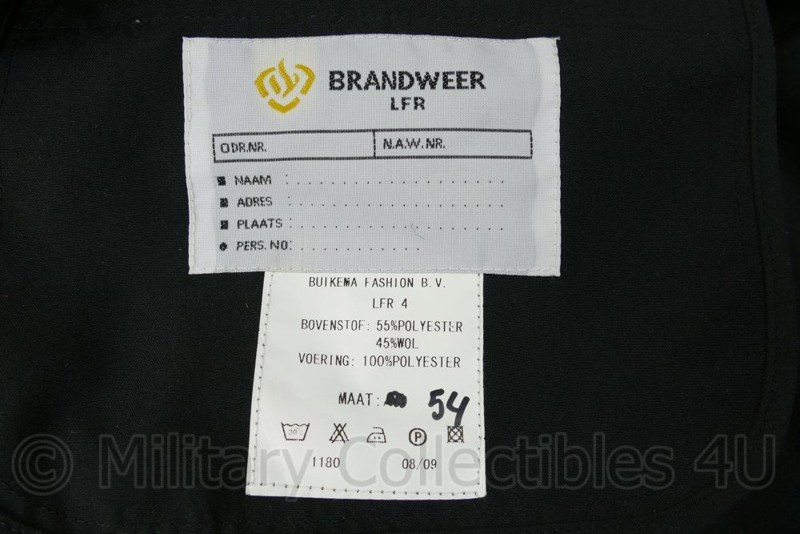 BRANDWEER
LFR
ODR.NR. N.A.W.NR.
NAAM :
ADRES :
PLAATS :
PERS. NO:
BUIKEMA FASHION B.V.
LFR 4
BOVENSTOF: 55%POLYESTER
45%WOL
VOERING: 100%POLYESTER
MAAT: 54
30° P
1180 08/09
© Military Collectibles 4U